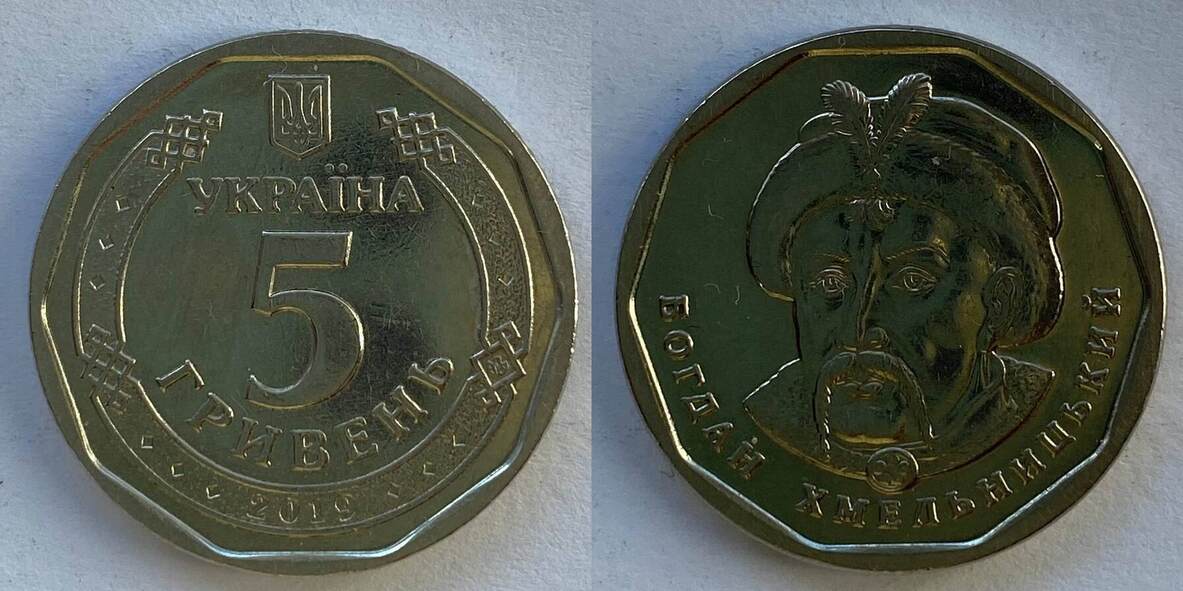 УКРАЇНА
5
ГРИВЕНЬ
2019
БОГДАН ХМЕЛЬНИЦЬКИЙ